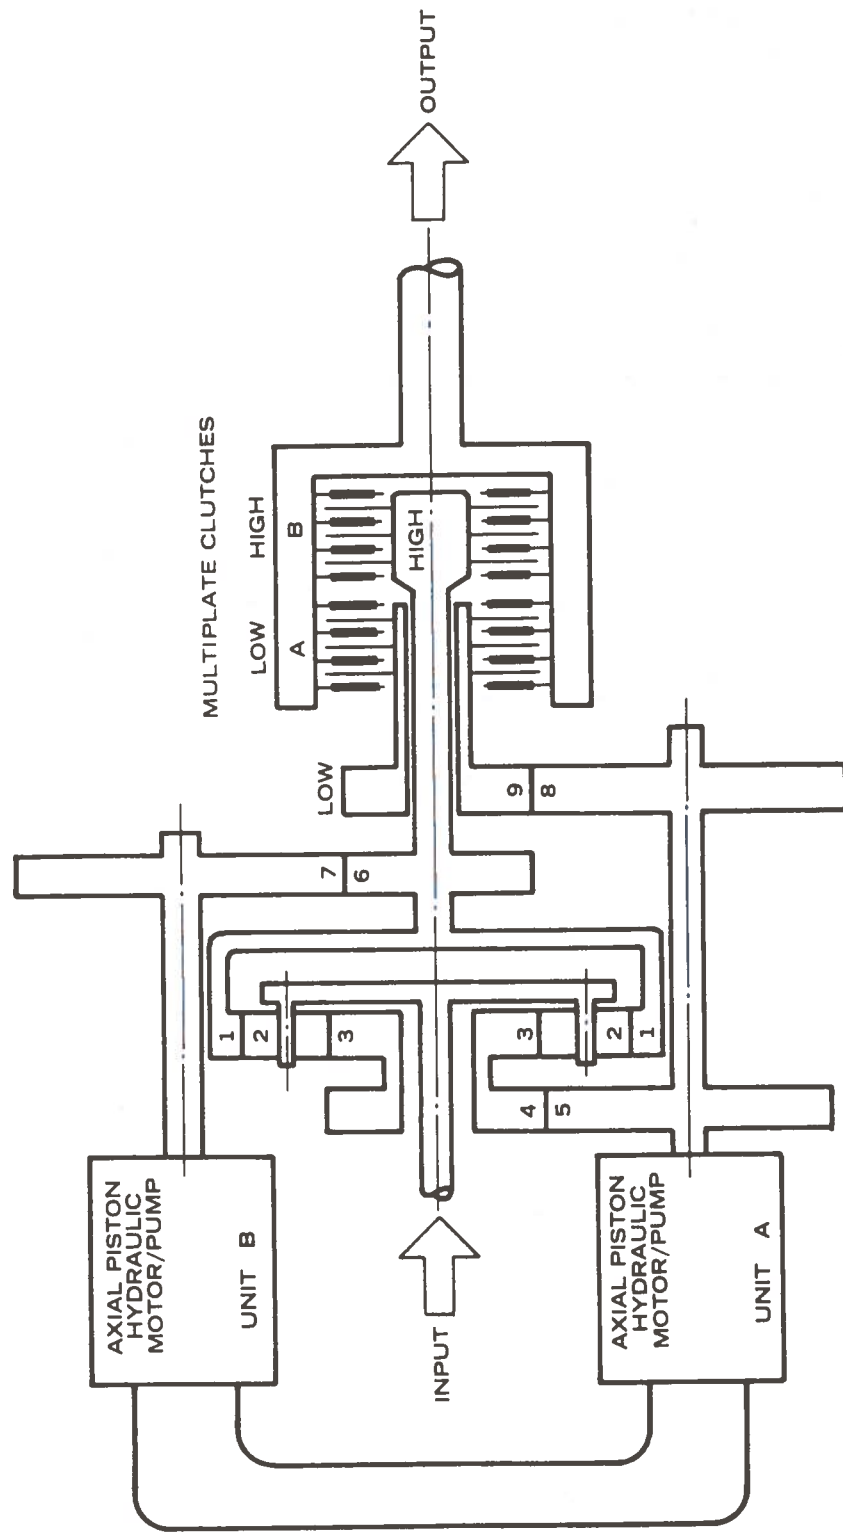 MULTIPLATE CLUTCHES
LOW
HIGH
A
B
HIGH
OUTPUT
LOW
7
6
9
8
1
2
3
3
2
1
4
5
AXIAL PISTON
HYDRAULIC
MOTOR/PUMP
UNIT B
INPUT
AXIAL PISTON
HYDRAULIC
MOTOR/PUMP
UNIT A